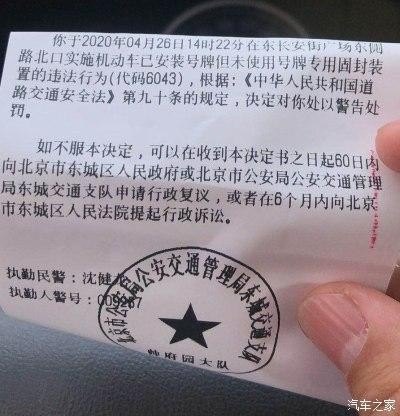 你于2020年04月26日14时22分在东长安街广场东侧
路北口实施机动车已安装号牌但未使用号牌专用固封装
置的违法行为(代码6043)，根据：《中华人民共和国道
路交通安全法》第九十条的规定，决定对你处以警告处
罚。
如不服本决定，可以在收到本决定书之日起60日内
向北京市东城区人民政府或北京市公安局公安交通管理
局东城交通支队申请行政复议，或者在6个月内向北京
市东城区人民法院提起行政诉讼。
执勤民警：沈健
执勤人警号：00
北京市公安局公安交通管理局东城交通支队
府园大队
汽车之家